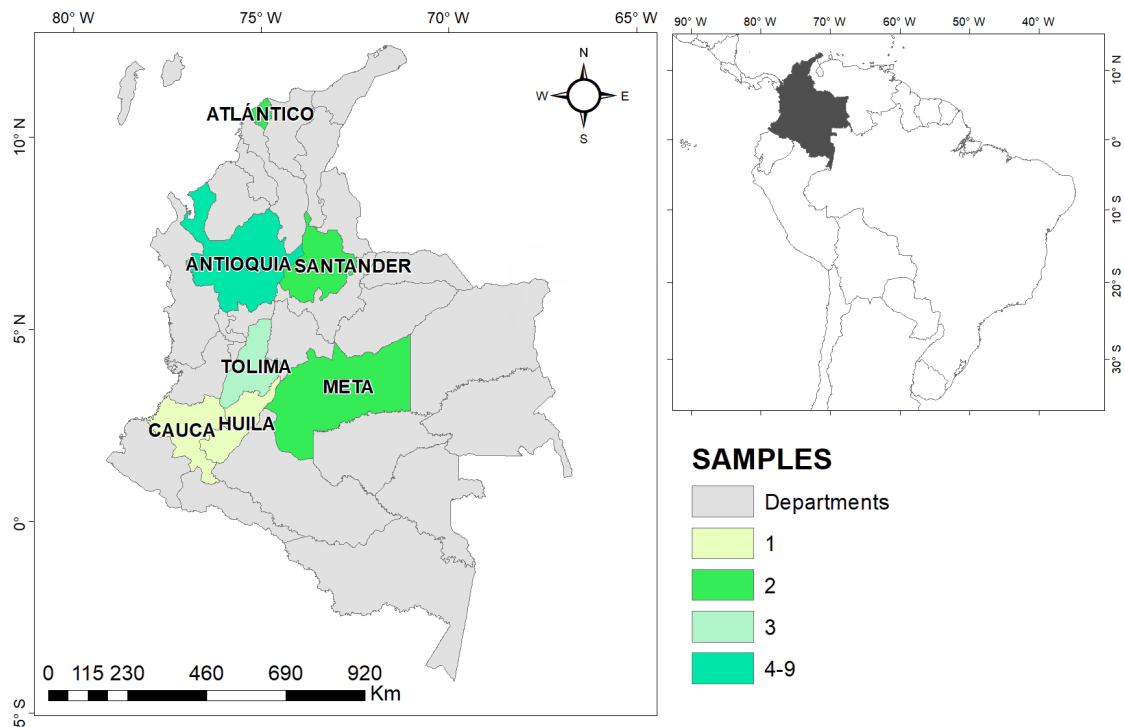 80° W 75° W 70° W 65° W
10° N
5° N
0°
5° S
N
W E
S
ATLÁNTICO
ANTIOQUIA SANTANDER
TOLIMA
META
HUILA
CAUCA
0 115 230 460 690 920
Km
90° W 80° W 70° W 60° W 50° W 40° W
10° N
0°
10° S
20° S
30° S
SAMPLES
Departments
1
2
3
4-9